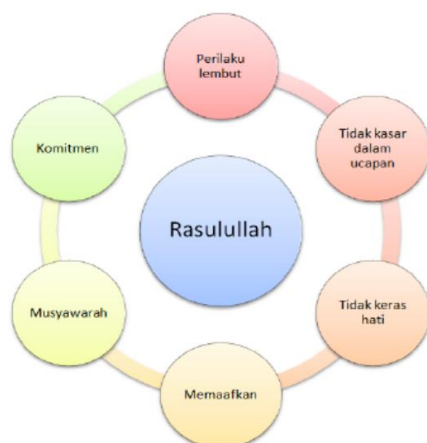 Perilaku
lembut
Tidak kasar
dalam
ucapan
Tidak keras
hati
Memaafkan
Musyawarah
Komitmen
Rasulullah